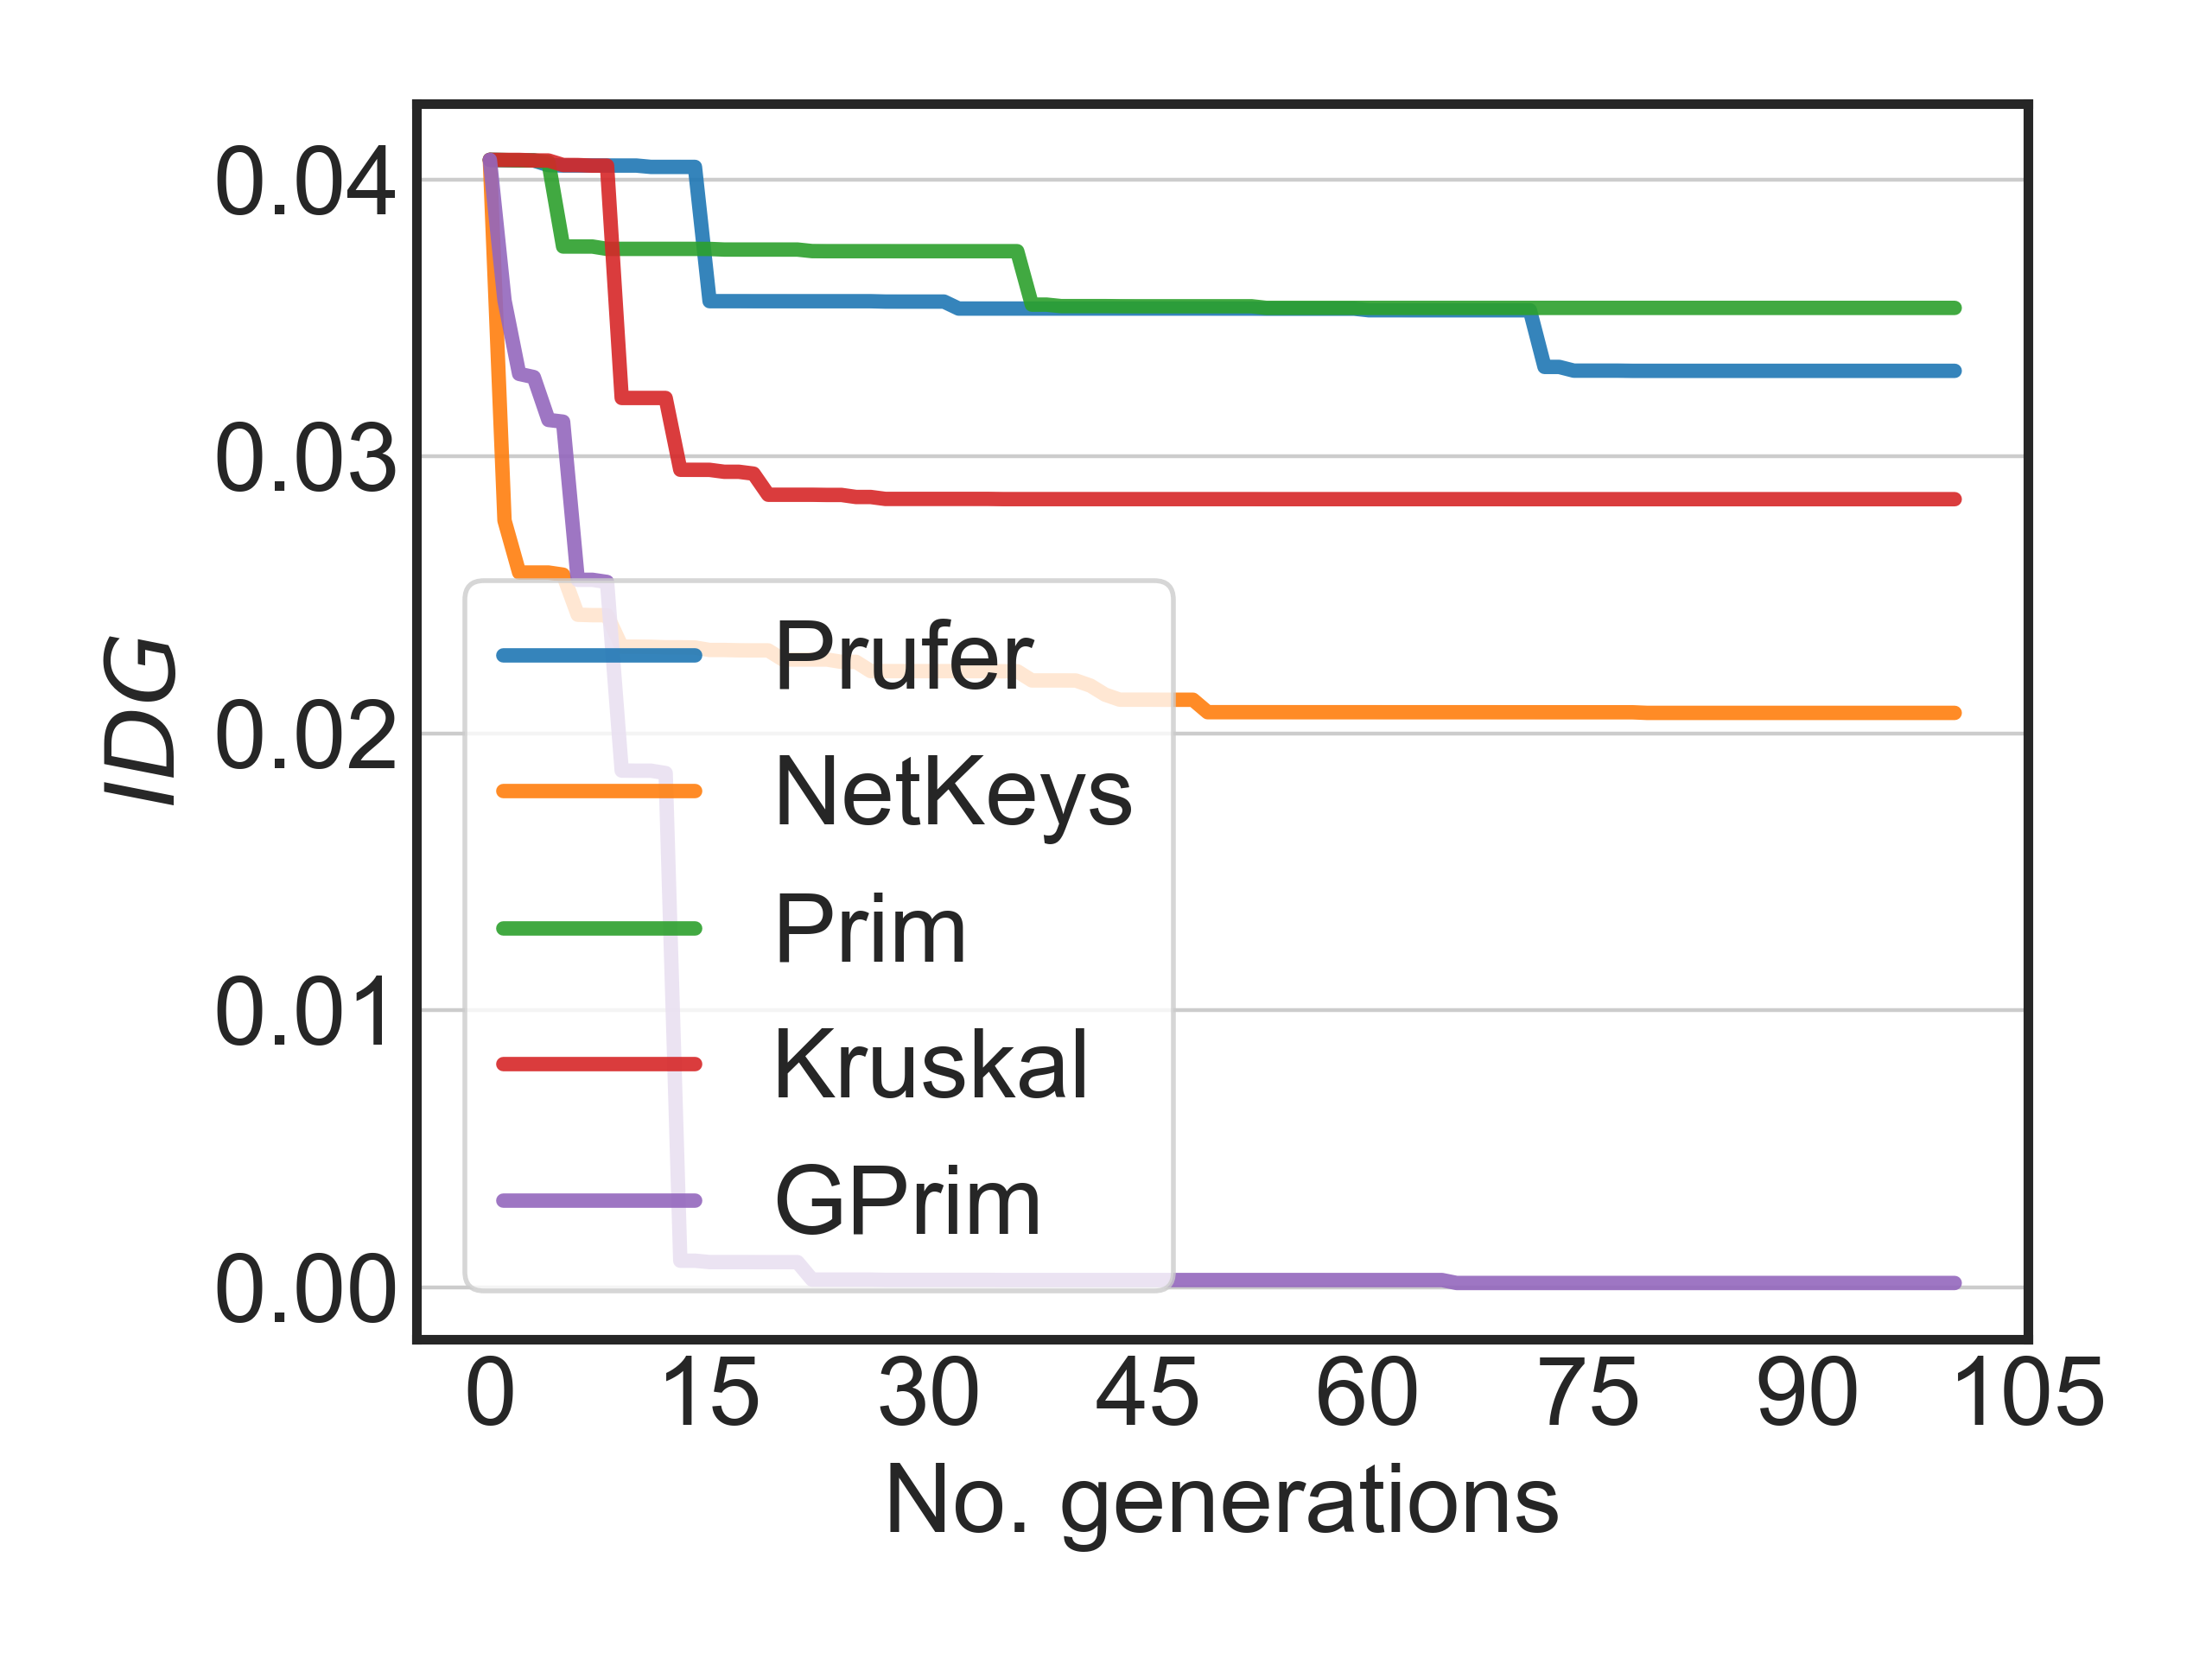 0.04
0.03
0.02
0.01
0.00
IDG
Prufer
NetKeys
Prim
Kruskal
GPrim
0 15 30 45 60 75 90 105
No. generations